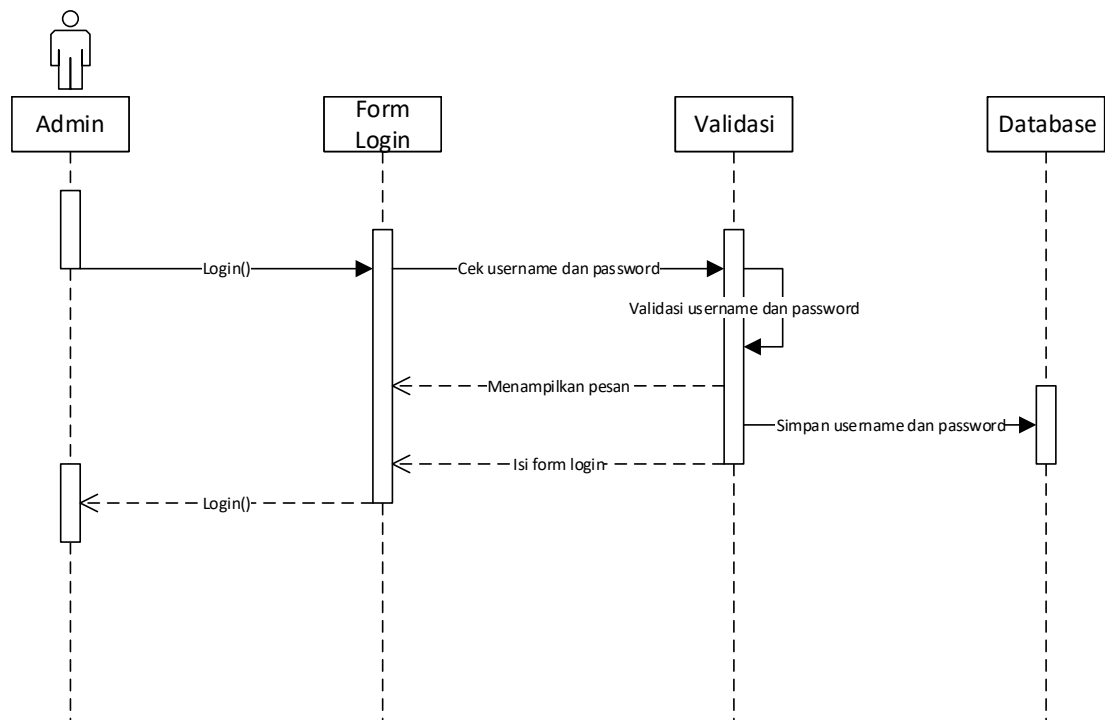 Admin
Form
Login
Validasi
Database
Login()
Cek username dan password
Validasi username dan password
Menampilkan pesan
Simpan username dan password
Isi form login
Login()